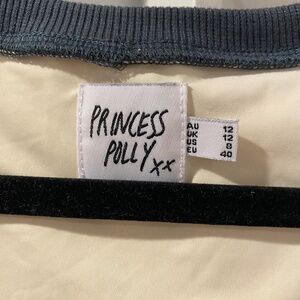 PRINCESS
POLLY xx
AU 12
UK 12
US 8
EU 40